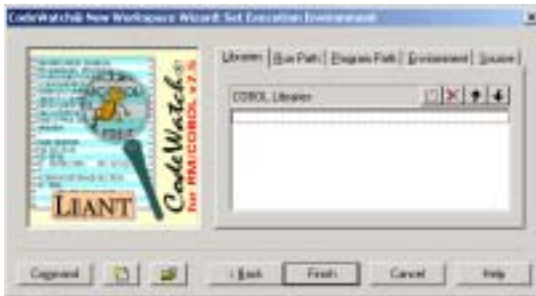 CodeWatch® New Workspace Wizard: Set Execution Environment
Libraries Run Path Program Path Environment Source
COBOL Libraries
CodeWatch®
for RM/COBOL v7.5
LIANT
Command < Back Finish Cancel Help